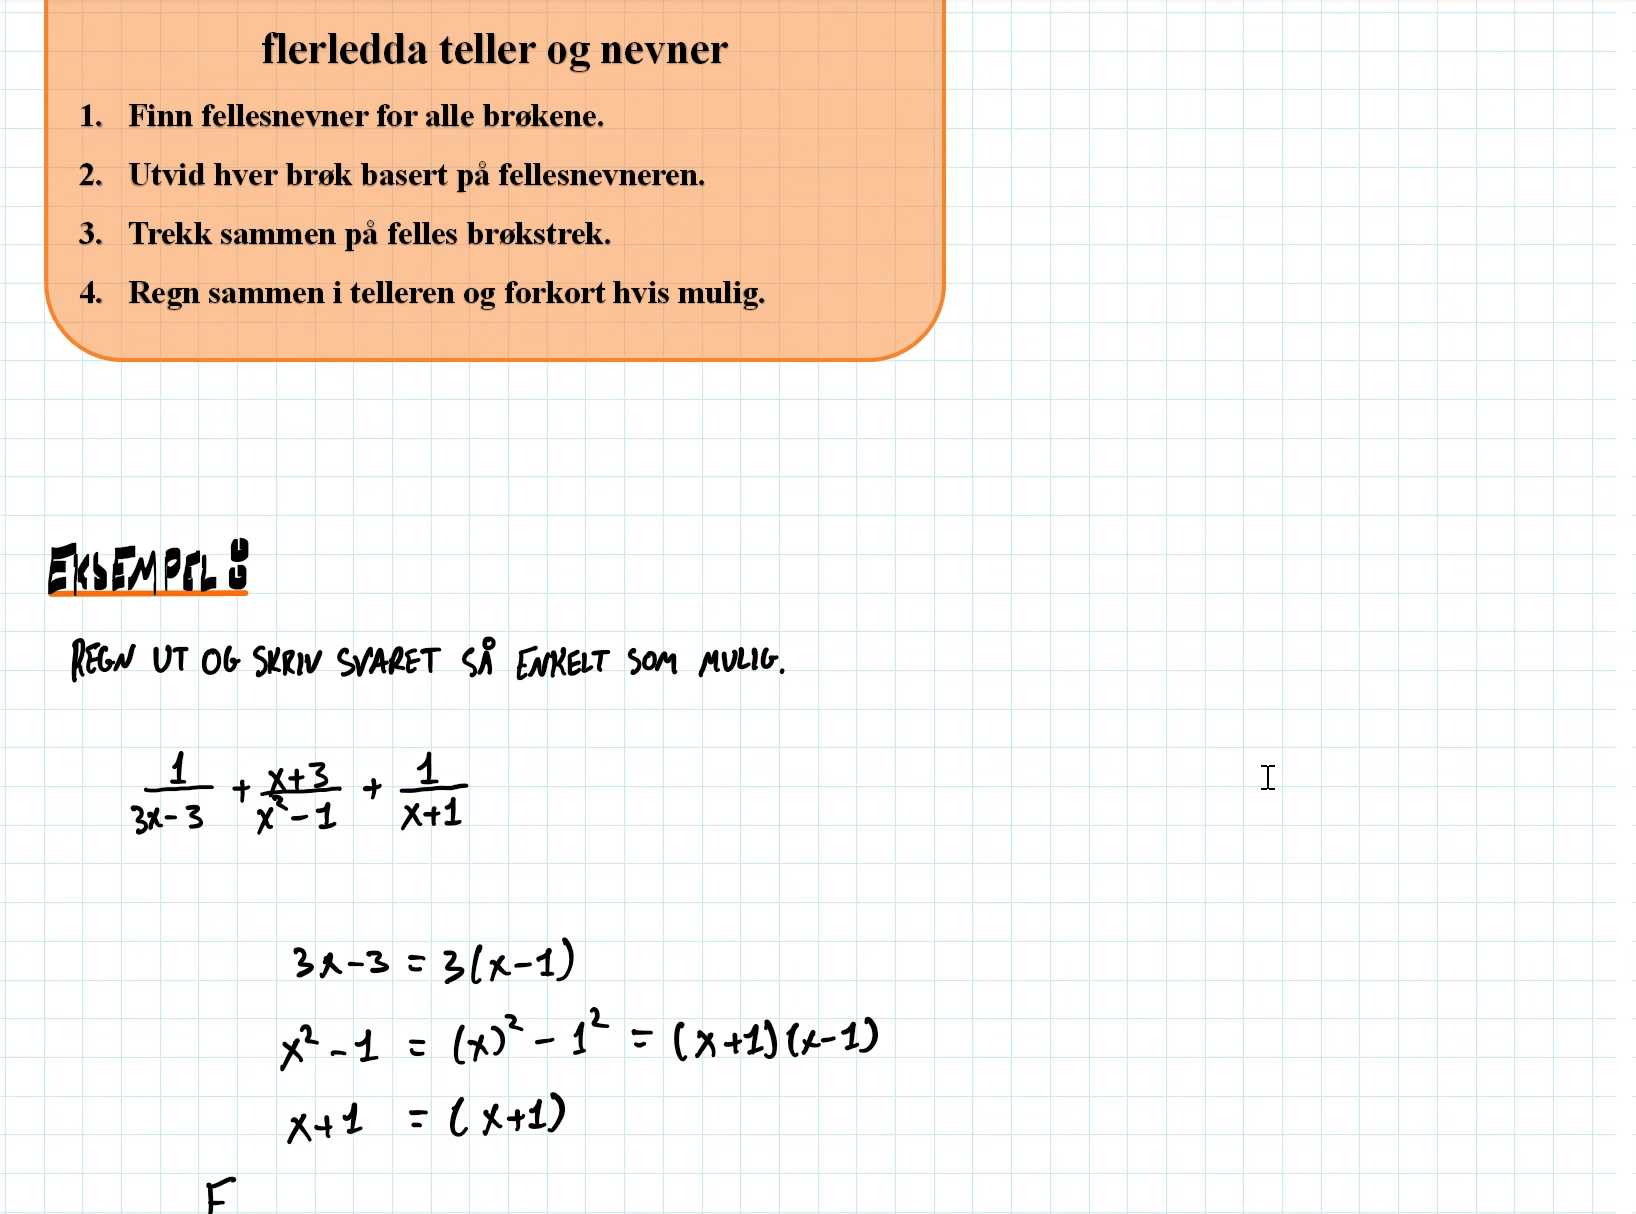 flerledda teller og nevner
1. Finn fellesnevner for alle brøkene.
2. Utvid hver brøk basert på fellesnevneren.
3. Trekk sammen på felles brøkstrek.
4. Regn sammen i telleren og forkort hvis mulig.
EKSEMPEL 8
REGN UT OG SKRIV SVARET SÅ ENKELT SOM MULIG.
1/(3x-3) + (x+3)/(x²-1) + 1/(x+1)
3x-3 = 3(x-1)
x²-1 = (x)²-1² = (x+1)(x-1)
x+1 = (x+1)
F